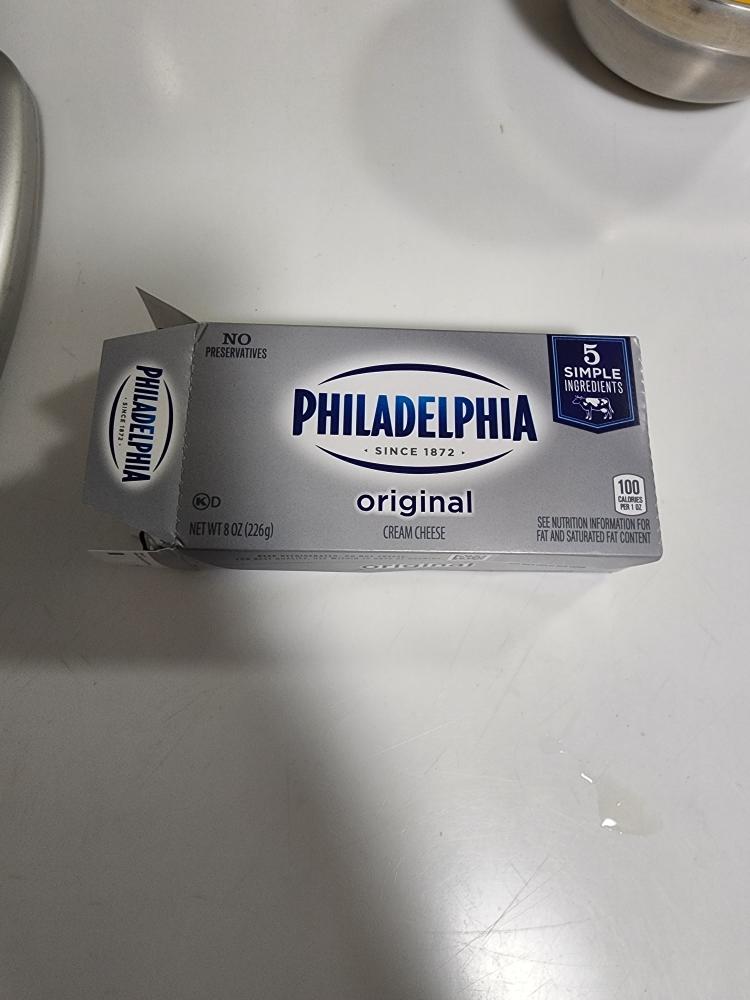 NO
PRESERVATIVES
PHILADELPHIA
· SINCE 1872 ·
original
CREAM CHEESE
5
SIMPLE
INGREDIENTS
100
CALORIES
PER 1 OZ
SEE NUTRITION INFORMATION FOR
FAT AND SATURATED FAT CONTENT
K D
NET WT 8 OZ (226g)
PHILADELPHIA
· SINCE 1872 ·
original